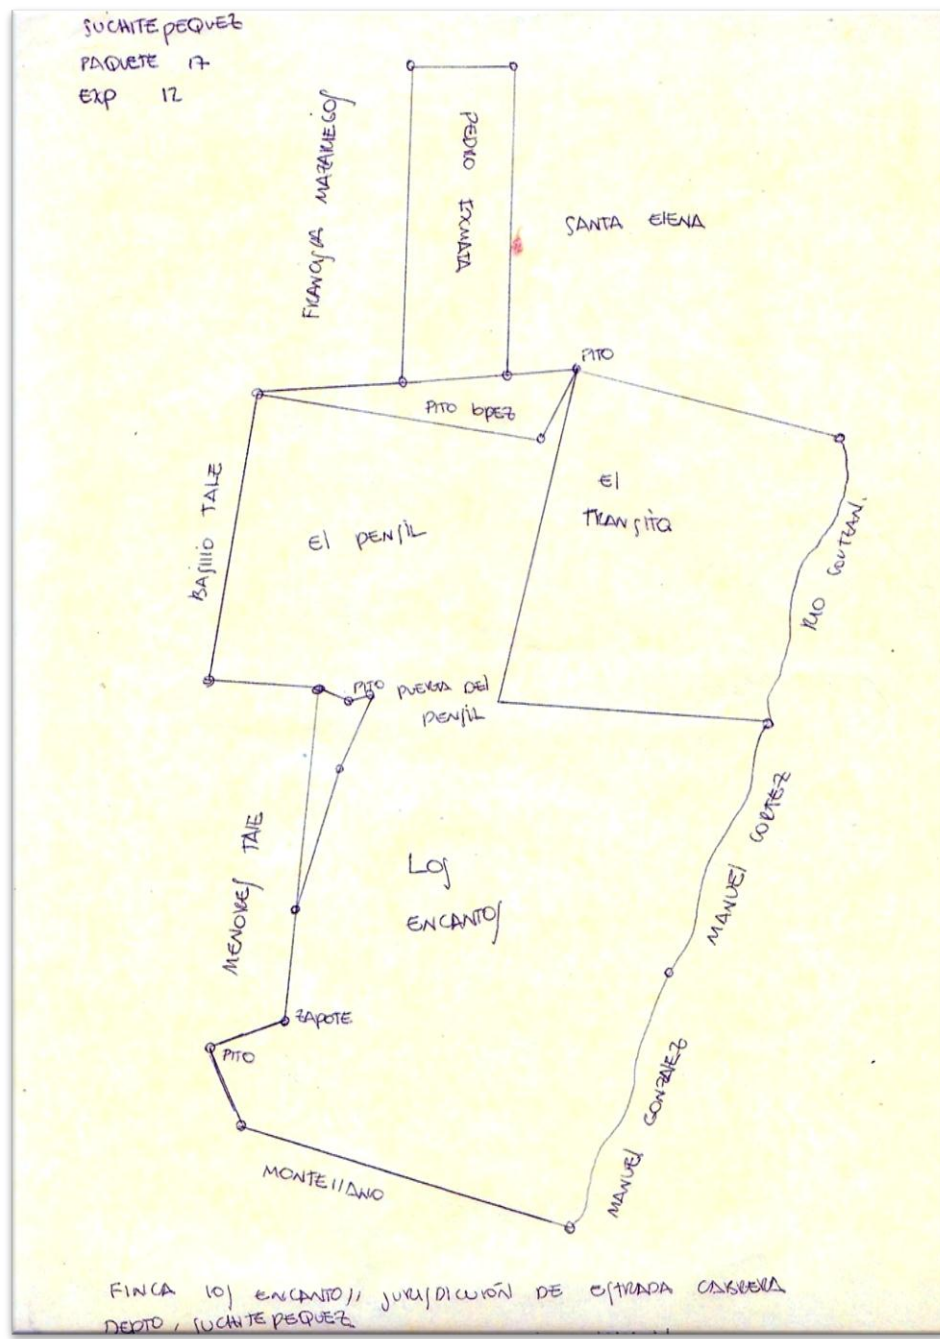 SUCHITEPEQUEZ
PAQUETE 17
EXP 12
FRANCISCA MAZARIEGOS
PEDRO IXMATA
SANTA ElENA
PITO
PITO lopEZ
BASIlIO TALE
El PENSIL
El
TRANSITO
RIO
PITO
PUERTA DEl
PENSIL
MENORES TAlE
LOS
ENCANTOS
MANUEl CORTEZ
ZAPOTE
PITO
MANUEl GONZAlEZ
MONTEllANO
FINCA lOS ENCANTOS, JURISDICCIÓN DE ESTRADA CABRERA
DEPTO, SUCHITEPEQUEZ